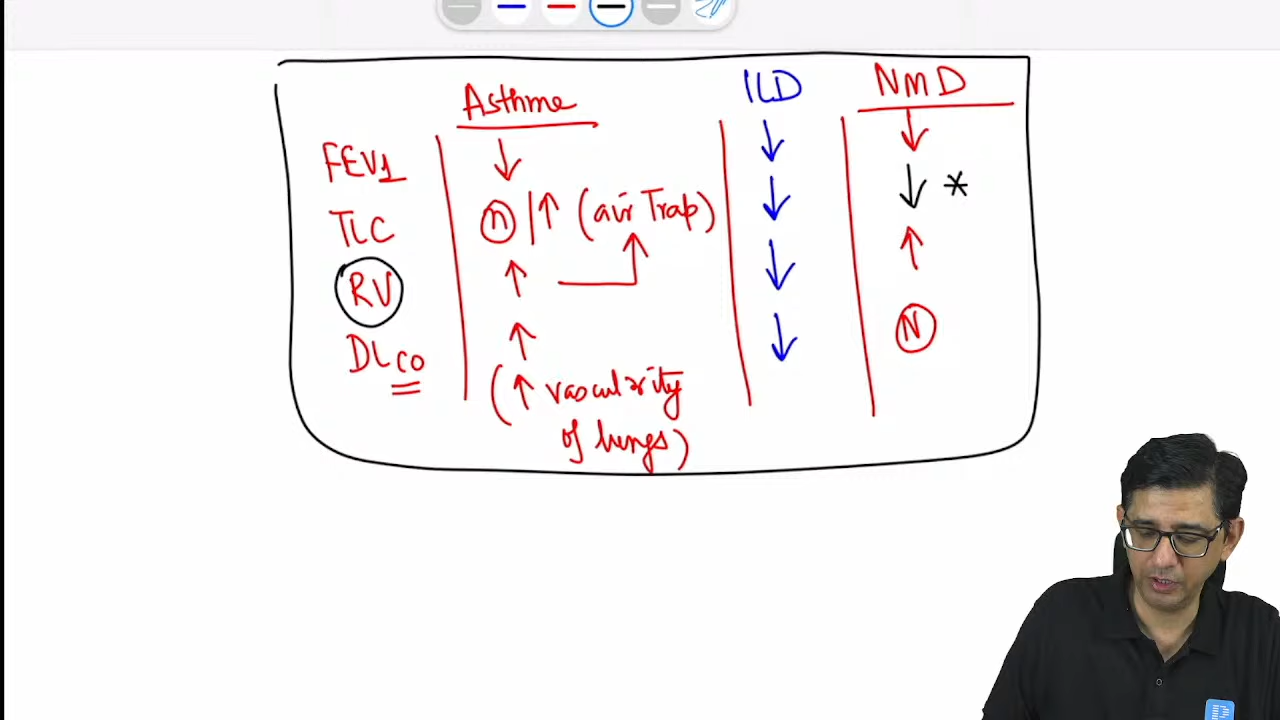 Asthma ILD NMD
FEV1 ↓ ↓ ↓
TLC (n) / ↑ (air Trap) ↓ ↓ *
RV ↑ ↓ ↑
DLCO ↑ ↓ (N)
(↑ vascularity
of lungs)